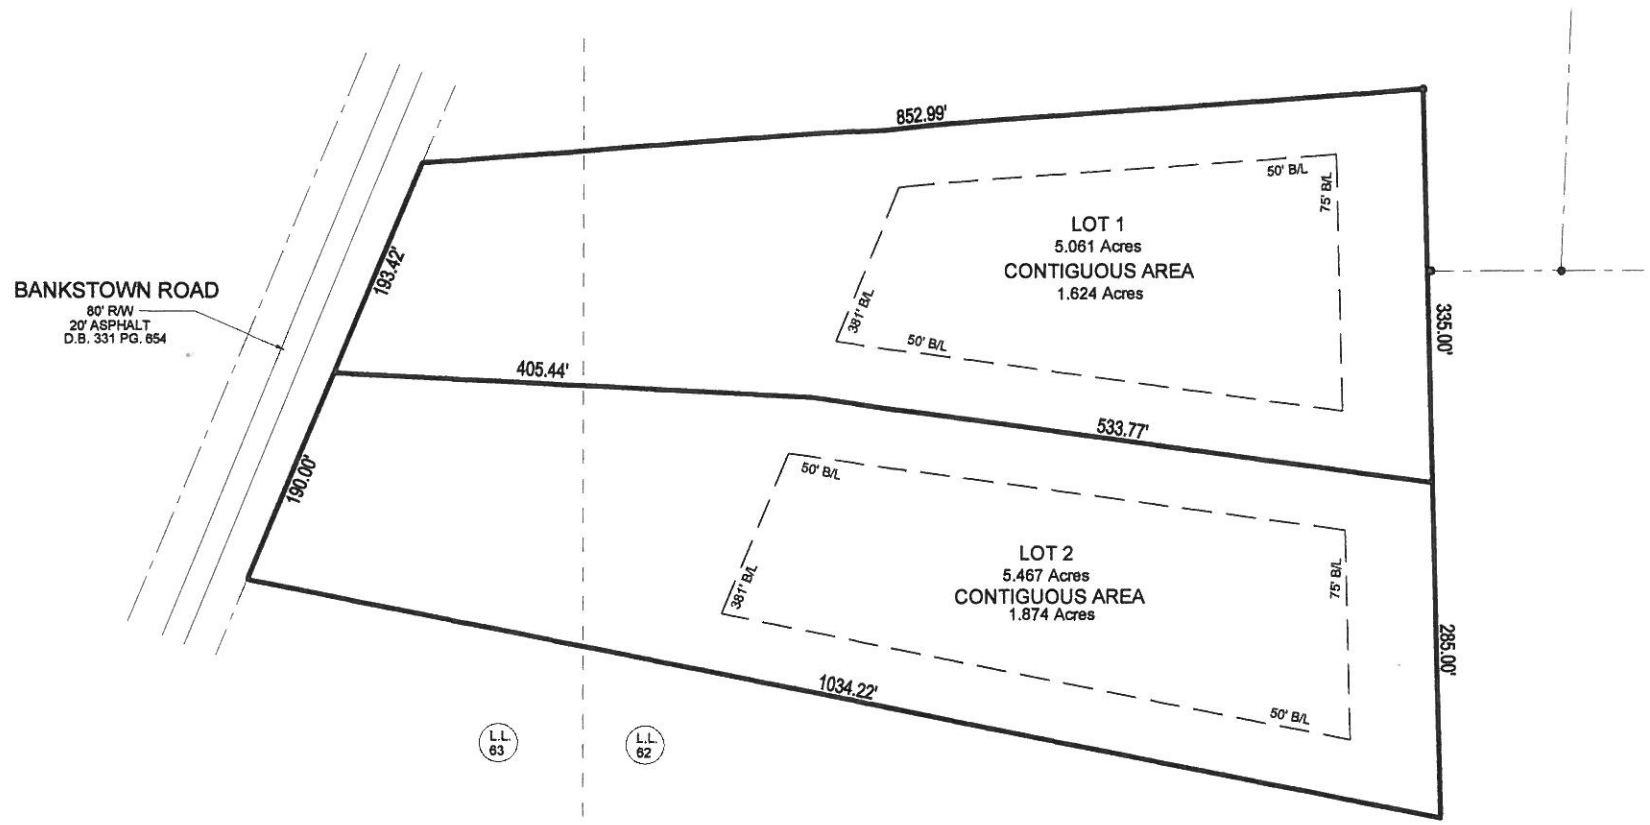 852.99'
50' B/L
75' B/L
LOT 1
5.061 Acres
CONTIGUOUS AREA
1.624 Acres
193.42'
BANKSTOWN ROAD
80' R/W
20' ASPHALT
D.B. 331 PG. 654
381' B/L
50' B/L
335.00'
405.44'
533.77'
190.00'
50' B/L
LOT 2
5.467 Acres
CONTIGUOUS AREA
1.874 Acres
381' B/L
75' B/L
285.00'
1034.22'
50' B/L
L.L.
63
L.L.
62